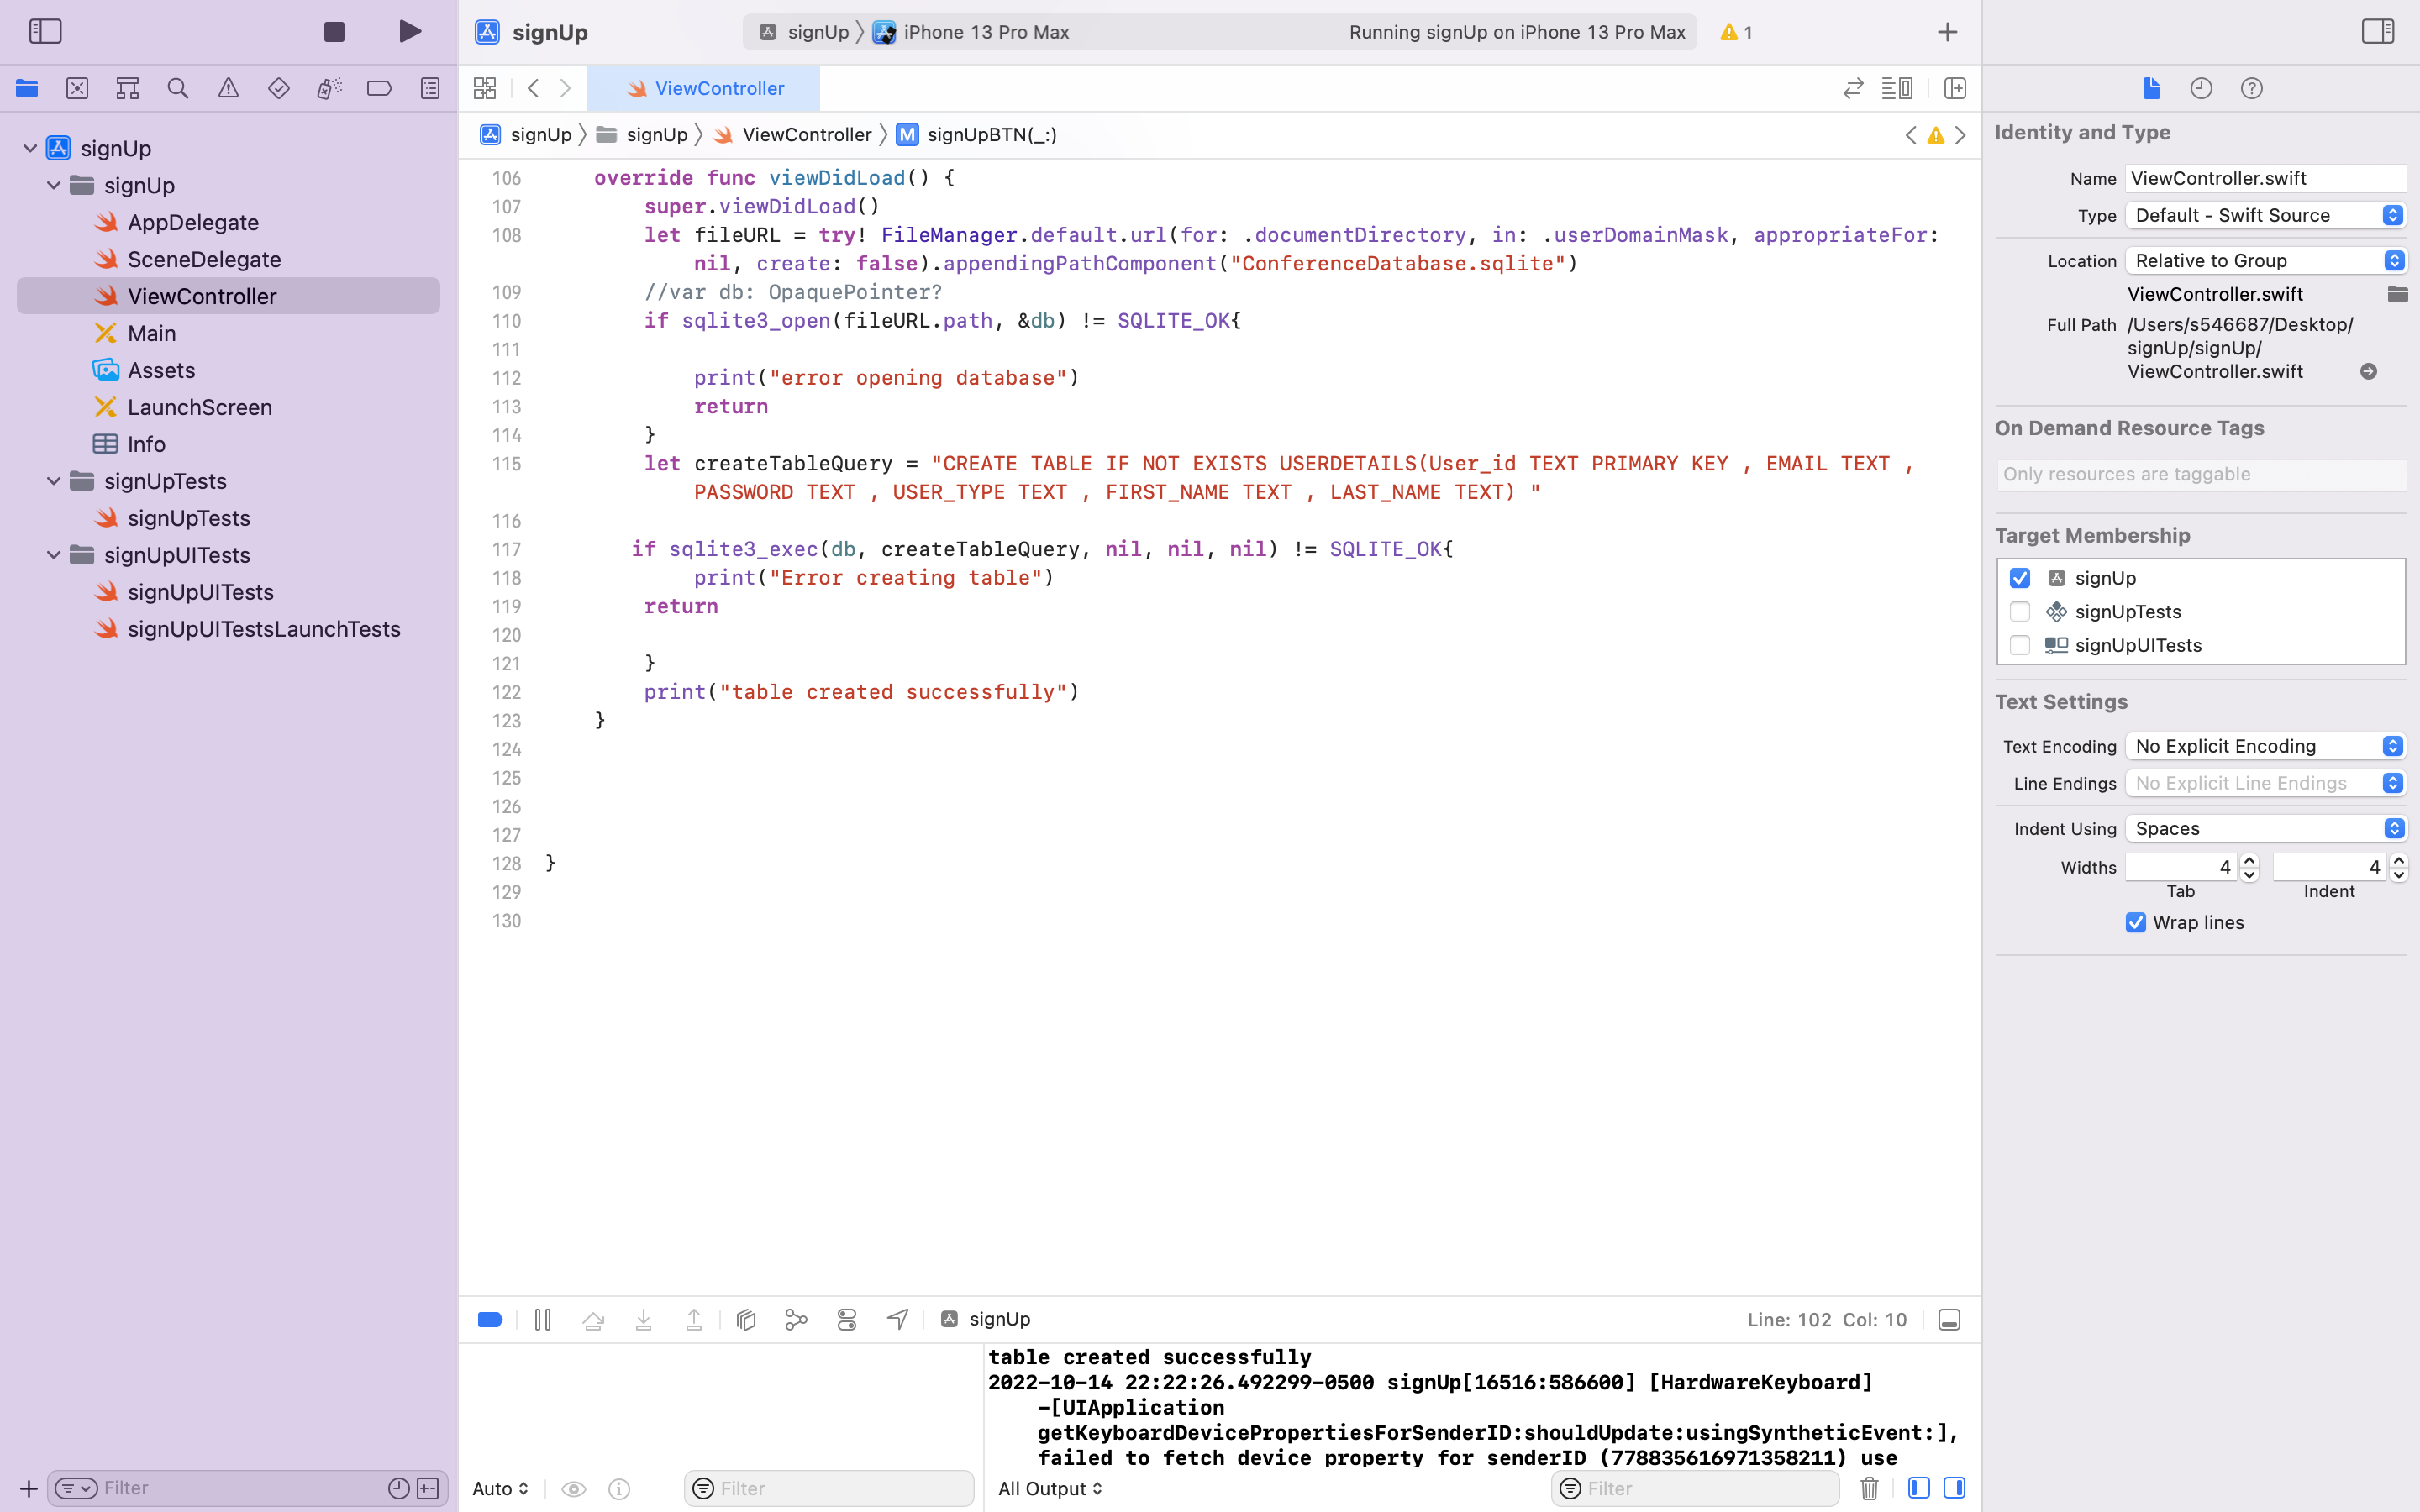 signUp
signUp
iPhone 13 Pro Max
Running signUp on iPhone 13 Pro Max
1
ViewController
signUp
signUp
ViewController
M
signUpBTN(_:)
signUp
signUp
AppDelegate
SceneDelegate
ViewController
Main
Assets
LaunchScreen
Info
signUpTests
signUpTests
signUpUITests
signUpUITests
signUpUITestsLaunchTests
Filter
106 override func viewDidLoad() {
107 super.viewDidLoad()
108 let fileURL = try! FileManager.default.url(for: .documentDirectory, in: .userDomainMask, appropriateFor:
nil, create: false).appendingPathComponent("ConferenceDatabase.sqlite")
109 //var db: OpaquePointer?
110 if sqlite3_open(fileURL.path, &db) != SQLITE_OK{
111
112 print("error opening database")
113 return
114 }
115 let createTableQuery = "CREATE TABLE IF NOT EXISTS USERDETAILS(User_id TEXT PRIMARY KEY , EMAIL TEXT ,
PASSWORD TEXT , USER_TYPE TEXT , FIRST_NAME TEXT , LAST_NAME TEXT) "
116
117 if sqlite3_exec(db, createTableQuery, nil, nil, nil) != SQLITE_OK{
118 print("Error creating table")
119 return
120
121 }
122 print("table created successfully")
123 }
124
125
126
127
128 }
129
130
signUp
Line: 102 Col: 10
table created successfully
2022-10-14 22:22:26.492299-0500 signUp[16516:586600] [HardwareKeyboard]
-[UIApplication
getKeyboardDevicePropertiesForSenderID:shouldUpdate:usingSyntheticEvent:],
failed to fetch device property for senderID (778835616971358211) use
Auto
Filter
All Output
Filter
Identity and Type
Name ViewController.swift
Type Default - Swift Source
Location Relative to Group
ViewController.swift
Full Path /Users/s546687/Desktop/
signUp/signUp/
ViewController.swift
On Demand Resource Tags
Only resources are taggable
Target Membership
signUp
signUpTests
signUpUITests
Text Settings
Text Encoding No Explicit Encoding
Line Endings No Explicit Line Endings
Indent Using Spaces
Widths 4 4
Tab Indent
Wrap lines